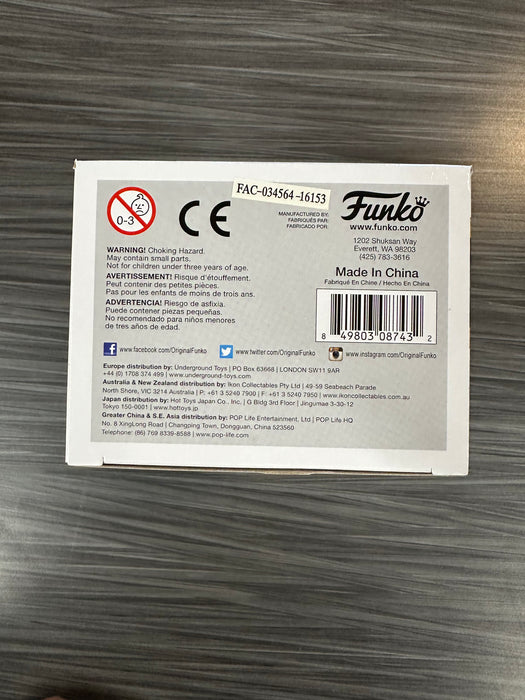 0-3
CE
FAC-034564-16153
MANUFACTURED BY:
FABRIQUÉS PAR:
FABRICADO POR:
Funko
www.funko.com
1202 Shuksan Way
Everett, WA 98203
(425) 783-3616
Made In China
Fabriqué En Chine / Hecho En China
8 49803 08743 2
WARNING! Choking Hazard.
May contain small parts.
Not for children under three years of age.
AVERTISSEMENT! Risque d'étouffement.
Peut contenir des petites pièces.
Pas pour les enfants de moins de trois ans.
ADVERTENCIA! Riesgo de asfixia.
Puede contener piezas pequeñas.
No recomendado para niños menores
de tres años de edad.
www.facebook.com/OriginalFunko
www.twitter.com/OriginalFunko
www.instagram.com/OriginalFunko
Europe distribution by: Underground Toys | PO Box 63668 | LONDON SW11 9AR
+44 (0) 1708 374 499 | www.underground-toys.com
Australia & New Zealand distribution by: Ikon Collectables Pty Ltd | 49-59 Seabeach Parade
North Shore, VIC 3214 Australia | P: +61 3 5240 7900 | F: +61 3 5240 7950 | www.ikoncollectables.com.au
Japan distribution by: Hot Toys Japan Co., Inc. | G Bldg 3rd Floor | Jingumae 3-30-12
Tokyo 150-0001 | www.hottoys.jp
Greater China & S.E. Asia distribution by: POP Life Entertainment. Ltd | POP Life HQ
No. 8 XingLong Road | Changping Town, Dongguan, China 523560
Telephone: (86) 769 8339-8588 | www.pop-life.com